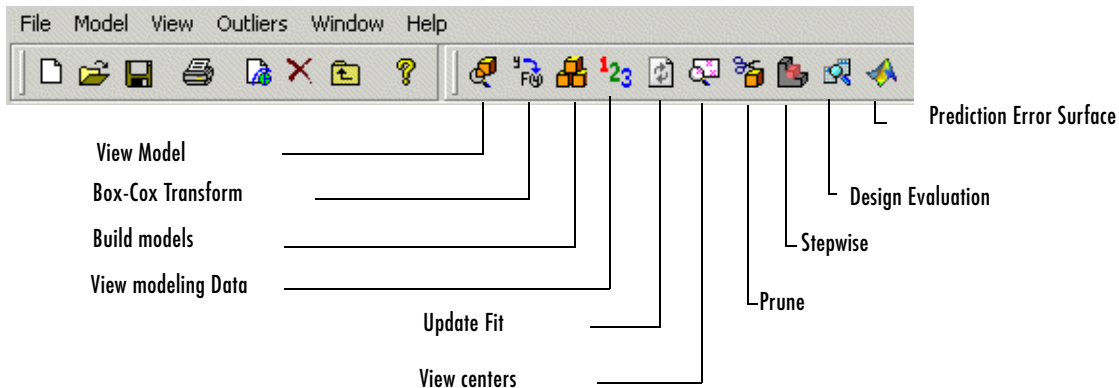 File Model View Outliers Window Help
y F(y) 123
Prediction Error Surface
View Model
Box-Cox Transform
Design Evaluation
Build models
Stepwise
View modeling Data
Prune
Update Fit
View centers